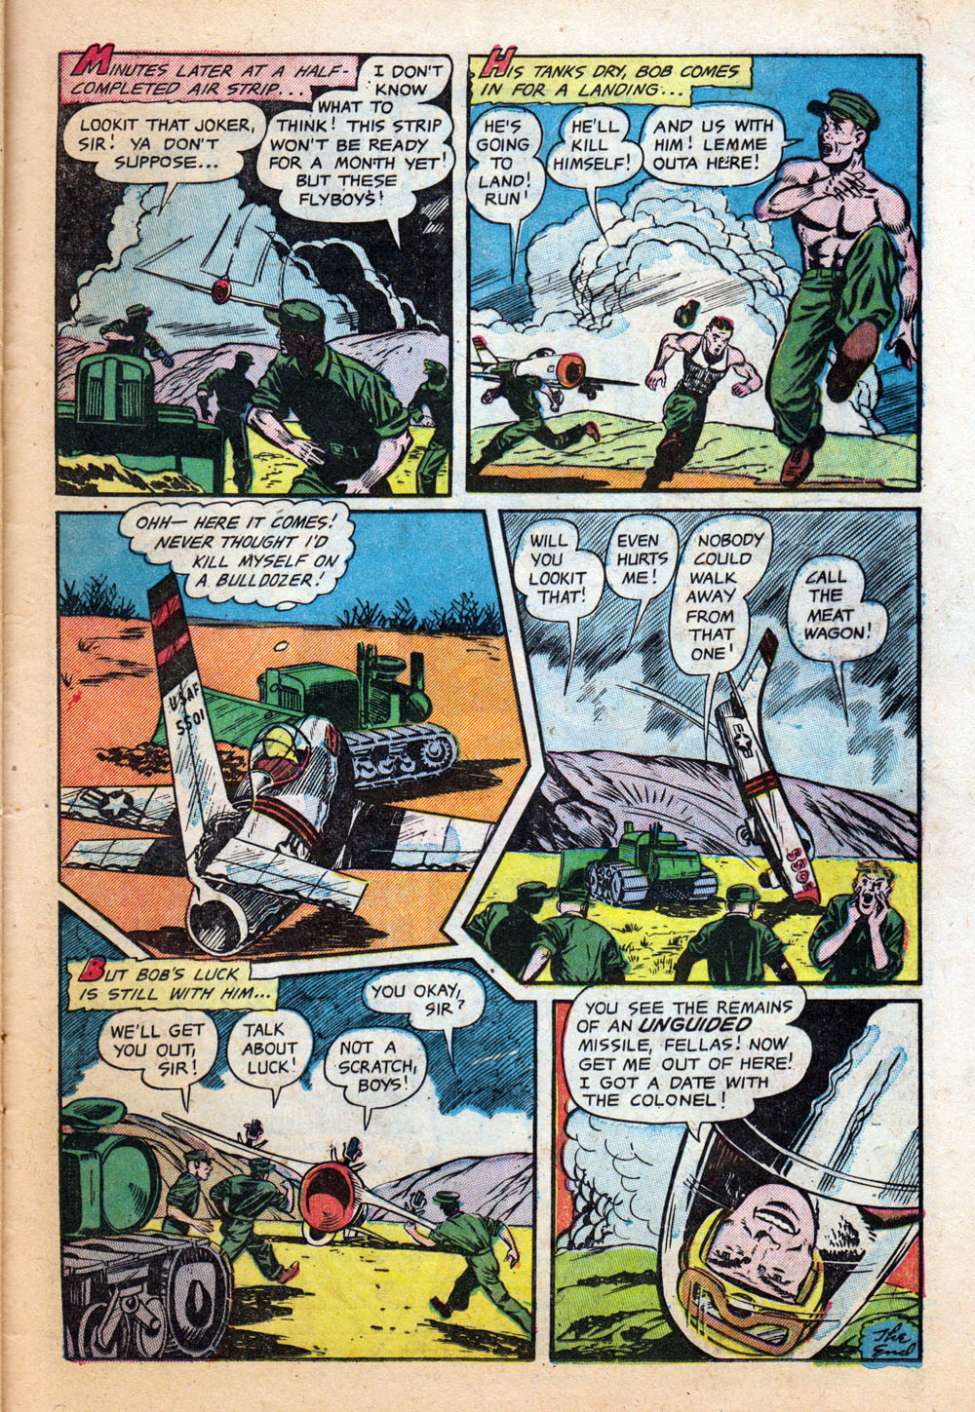 MINUTES LATER AT A HALF-
COMPLETED AIR STRIP...
LOOKIT THAT JOKER,
SIR! YA DON'T
SUPPOSE...
I DON'T
KNOW
WHAT TO
THINK! THIS STRIP
WON'T BE READY
FOR A MONTH YET!
BUT THESE
FLYBOYS!
HIS TANKS DRY, BOB COMES
IN FOR A LANDING...
HE'S
GOING
TO
LAND!
RUN!
HE'LL
KILL
HIMSELF!
AND US WITH
HIM! LEMME
OUTA HERE!
OHH— HERE IT COMES!
NEVER THOUGHT I'D
KILL MYSELF ON
A BULLDOZER!
USAF
5501
WILL
YOU
LOOKIT
THAT!
EVEN
HURTS
ME!
NOBODY
COULD
WALK
AWAY
FROM
THAT
ONE!
CALL
THE
MEAT
WAGON!
BUT BOB'S LUCK
IS STILL WITH HIM...
WE'LL GET
YOU OUT,
SIR!
TALK
ABOUT
LUCK!
NOT A
SCRATCH,
BOYS!
YOU OKAY,
SIR?
YOU SEE THE REMAINS
OF AN UNGUIDED
MISSILE, FELLAS! NOW
GET ME OUT OF HERE!
I GOT A DATE WITH
THE COLONEL!
The
End